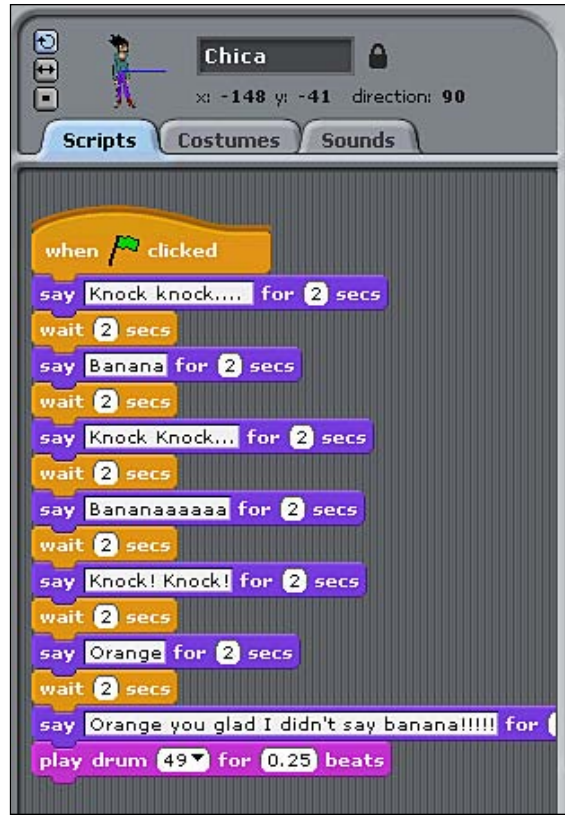 Chica
x: -148 y: -41 direction: 90
Scripts Costumes Sounds
when clicked
say Knock knock.... for 2 secs
wait 2 secs
say Banana for 2 secs
wait 2 secs
say Knock Knock... for 2 secs
wait 2 secs
say Bananaaaaaa for 2 secs
wait 2 secs
say Knock! Knock! for 2 secs
wait 2 secs
say Orange for 2 secs
wait 2 secs
say Orange you glad I didn't say banana!!!!! for
play drum 49 for 0.25 beats